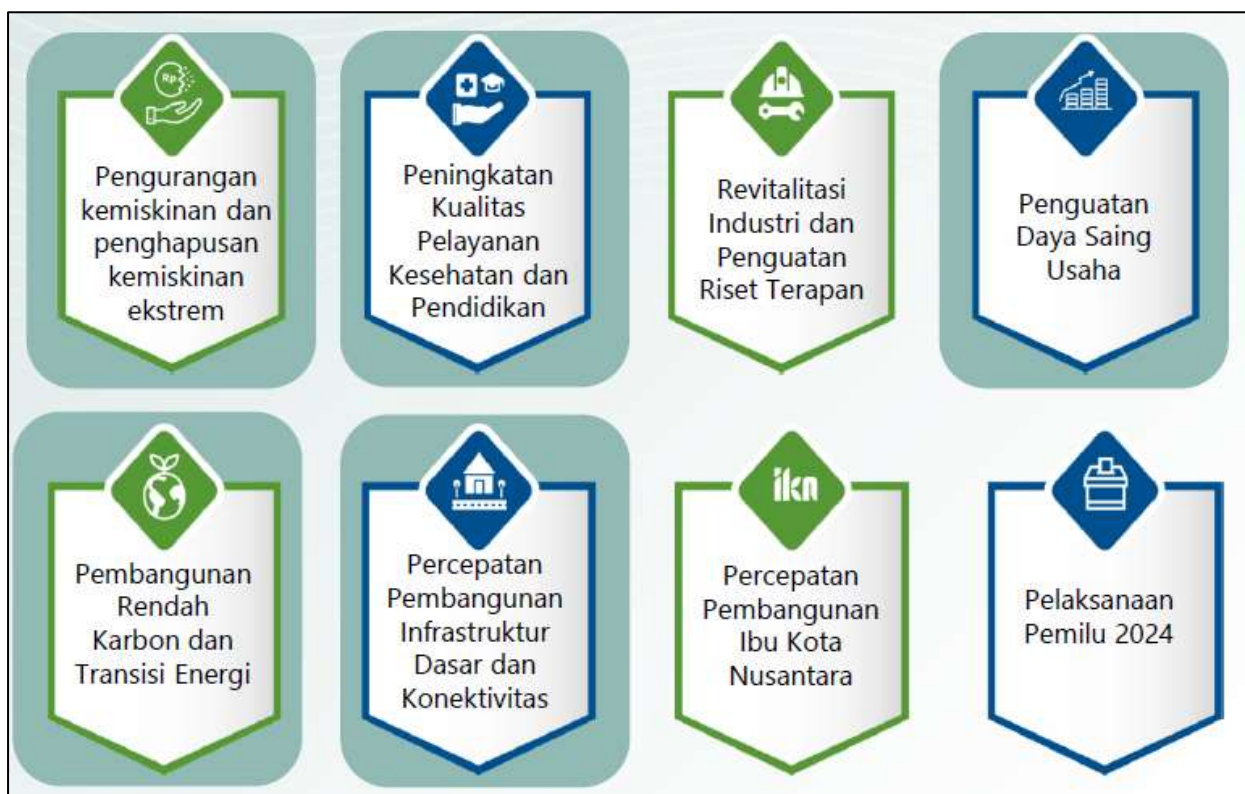 Rp
Pengurangan
kemiskinan dan
penghapusan
kemiskinan
ekstrem
Peningkatan
Kualitas
Pelayanan
Kesehatan dan
Pendidikan
Revitalitasi
Industri dan
Penguatan
Riset Terapan
Penguatan
Daya Saing
Usaha
Pembangunan
Rendah
Karbon dan
Transisi Energi
Percepatan
Pembangunan
Infrastruktur
Dasar dan
Konektivitas
ikn
Percepatan
Pembangunan
Ibu Kota
Nusantara
Pelaksanaan
Pemilu 2024